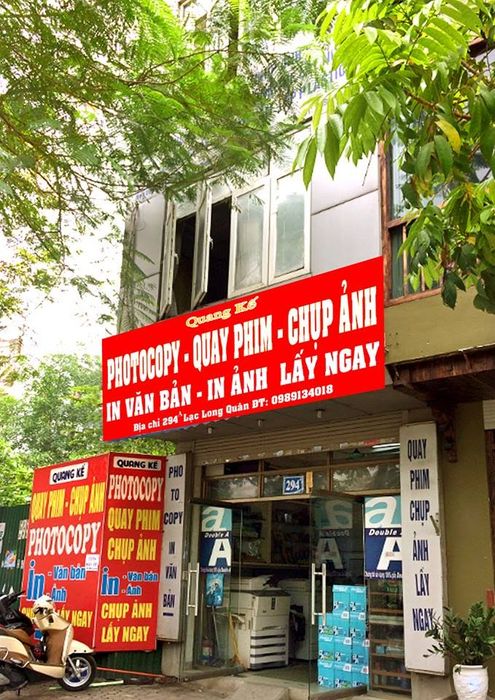 Quang Kế
PHOTOCOPY - QUAY PHIM - CHỤP ẢNH
IN VĂN BẢN - IN ẢNH LẤY NGAY
Địa chỉ 294 Lạc Long Quân ĐT: 0989134018
QUANG KẾ
QUAY PHIM - CHỤP ẢNH
PHOTOCOPY
in - Văn bản
- Ảnh
LẤY NGAY
QUANG KẾ
PHOTOCOPY
QUAY PHIM
CHỤP ẢNH
in - Văn bản
- Ảnh
CHỤP ẢNH
LẤY NGAY
PHO
TO
COPY
IN
VĂN
BẢN
294
a
Double A
A
a
Double A
A
QUAY
PHIM
CHỤP
ẢNH
LẤY
NGAY